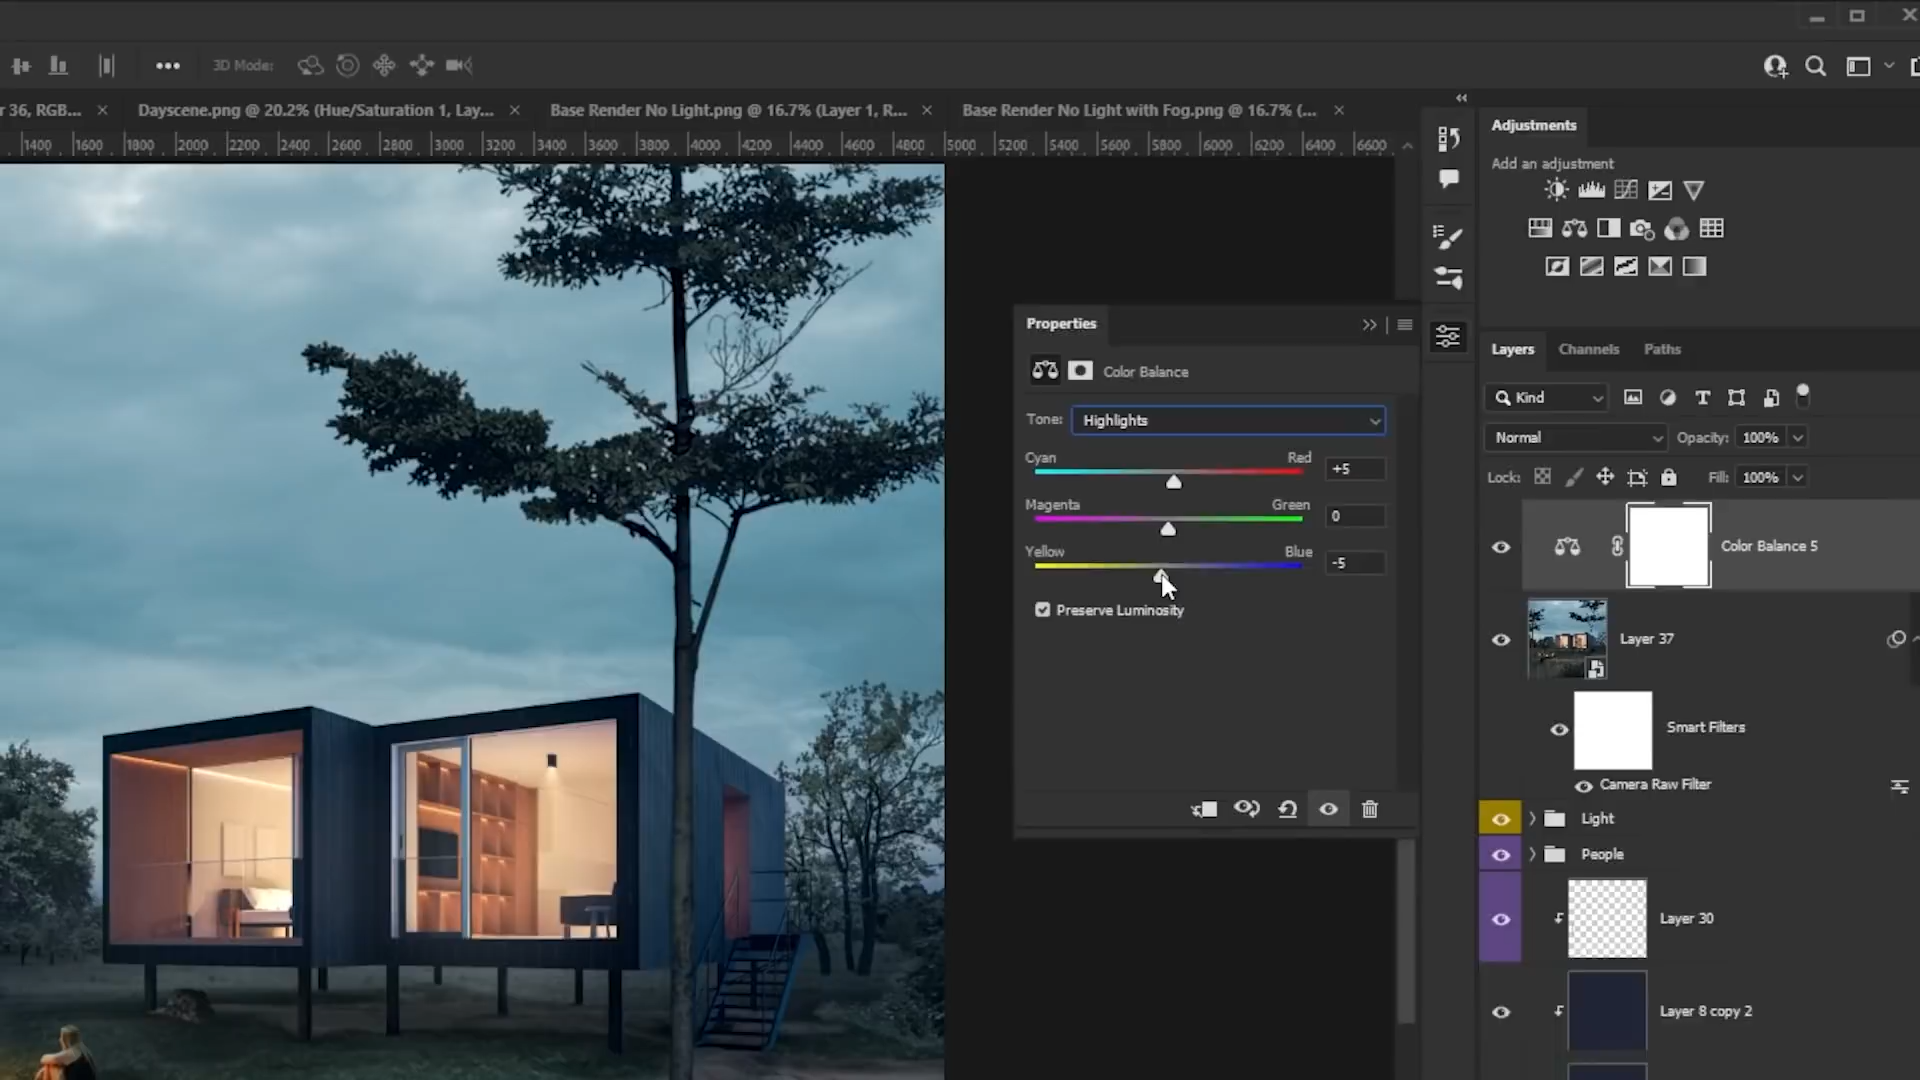 3D Mode:
r 36, RGB...
Dayscene.png @ 20.2% (Hue/Saturation 1, Lay...
Base Render No Light.png @ 16.7% (Layer 1, R...
Base Render No Light with Fog.png @ 16.7% (...
1400 1600 1800 2000 2200 2400 2600 2800 3000 3200 3400 3600 3800 4000 4200 4400 4600 4800 5000 5200 5400 5600 5800 6000 6200 6400 6600
Adjustments
Add an adjustment
Properties
Color Balance
Tone: Highlights
Cyan Red +5
Magenta Green 0
Yellow Blue -5
Preserve Luminosity
Layers Channels Paths
Kind
Normal Opacity: 100%
Lock: Fill: 100%
Color Balance 5
Layer 37
Smart Filters
Camera Raw Filter
Light
People
Layer 30
Layer 8 copy 2